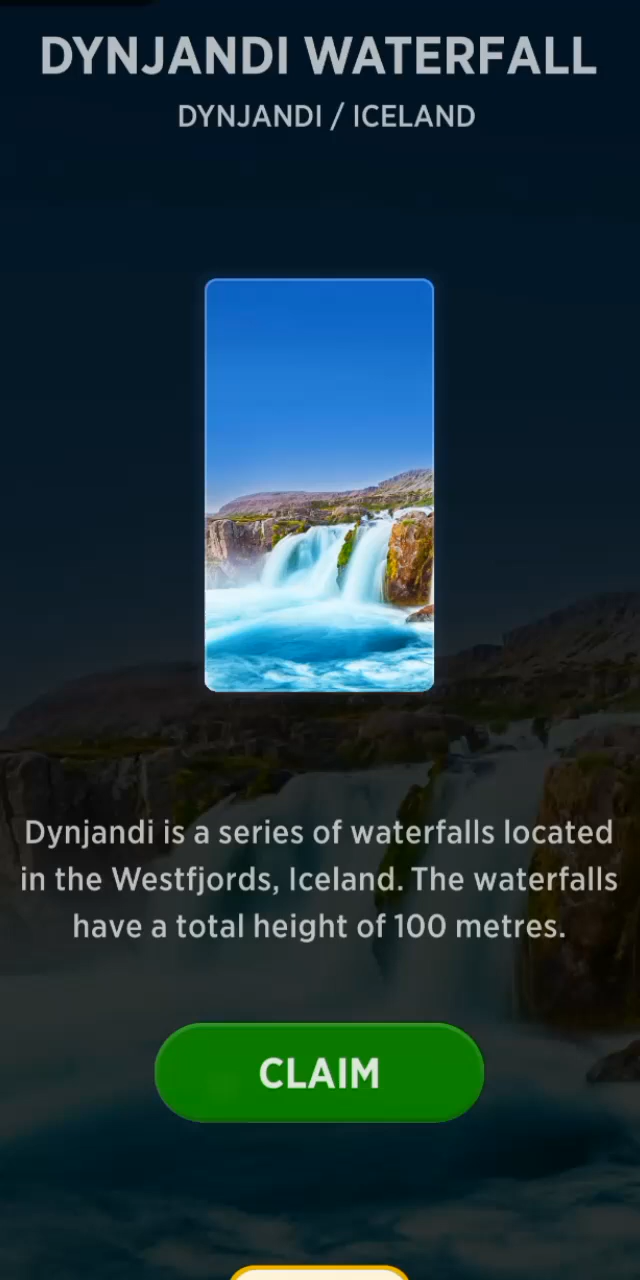 DYNJANDI WATERFALL
DYNJANDI / ICELAND
Dynjandi is a series of waterfalls located
in the Westfjords, Iceland. The waterfalls
have a total height of 100 metres.
CLAIM